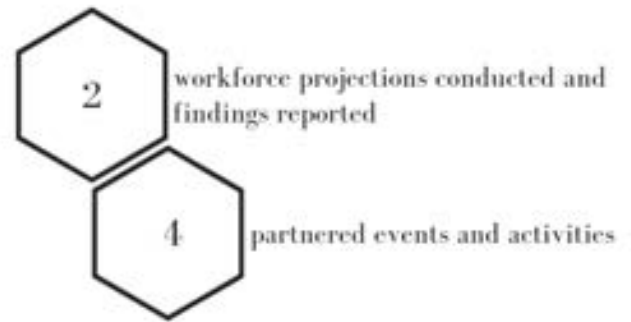 2
workforce projections conducted and
findings reported
4
partnered events and activities